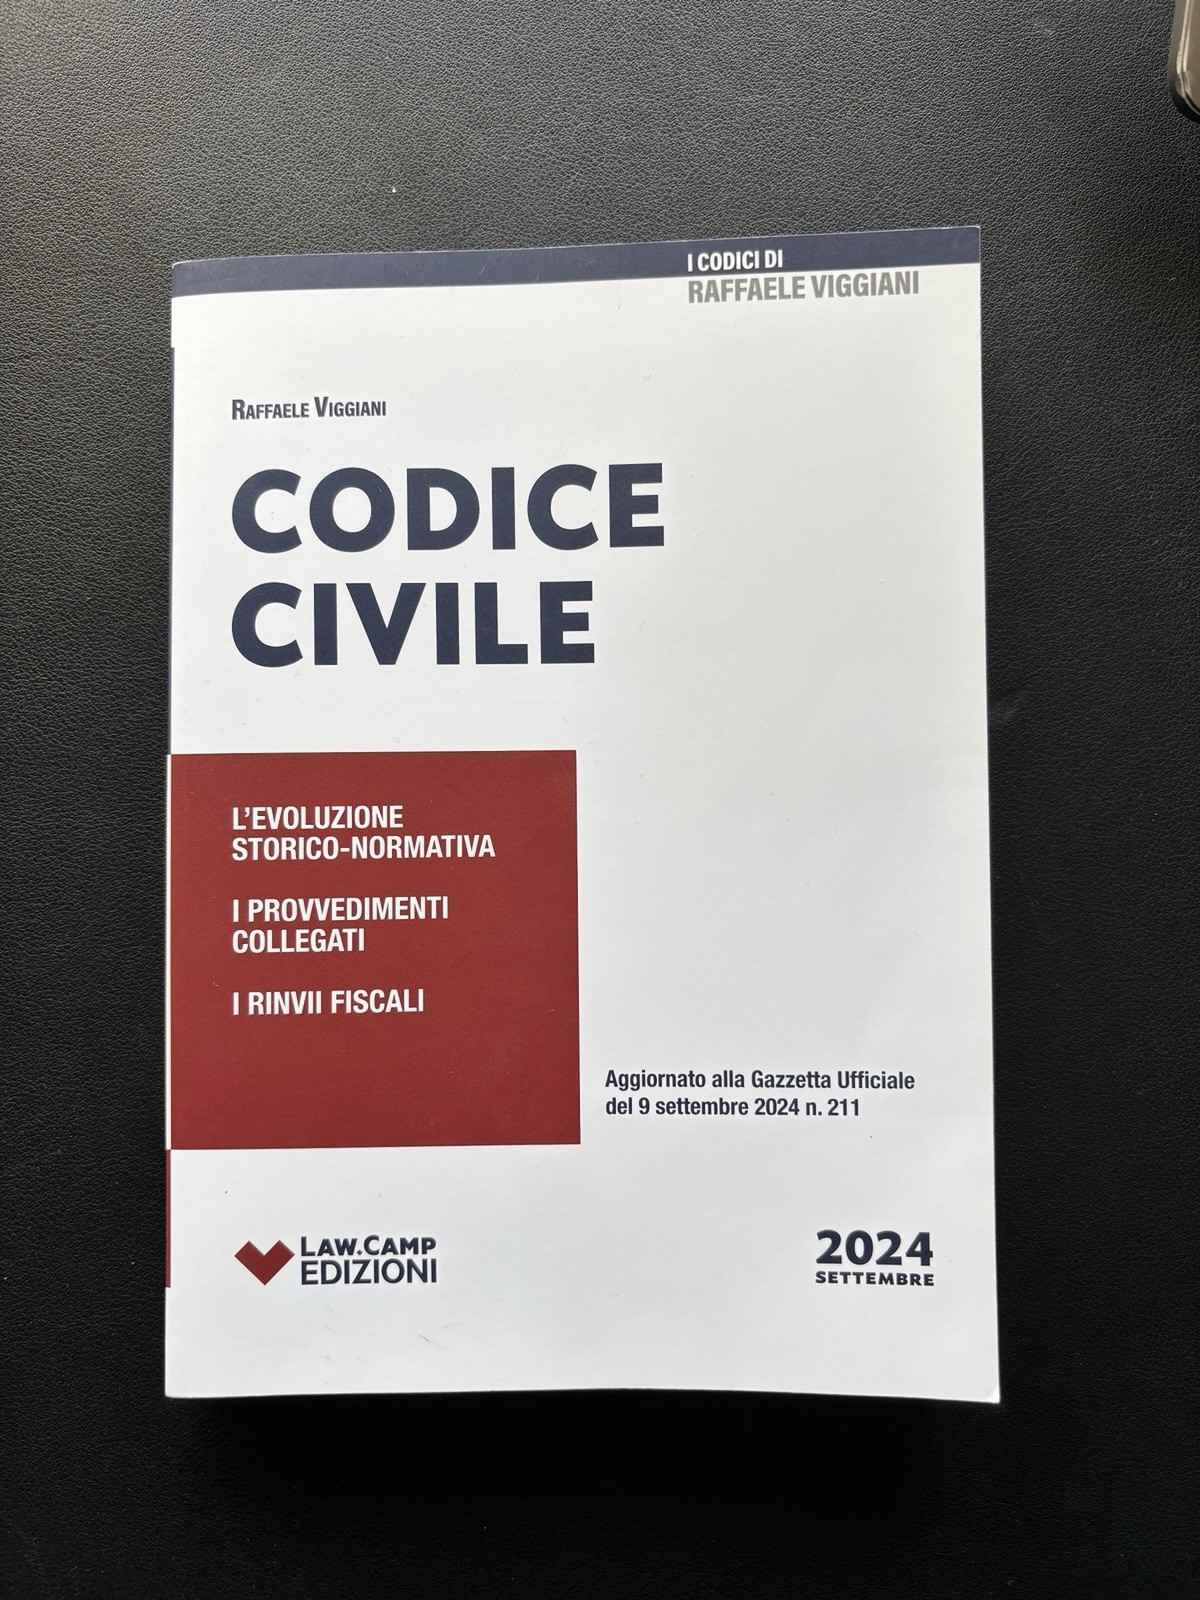 I CODICI DI
RAFFAELE VIGGIANI
RAFFAELE VIGGIANI
CODICE
CIVILE
L'EVOLUZIONE
STORICO-NORMATIVA
I PROVVEDIMENTI
COLLEGATI
I RINVII FISCALI
Aggiornato alla Gazzetta Ufficiale
del 9 settembre 2024 n. 211
LAW.CAMP
EDIZIONI
2024
SETTEMBRE